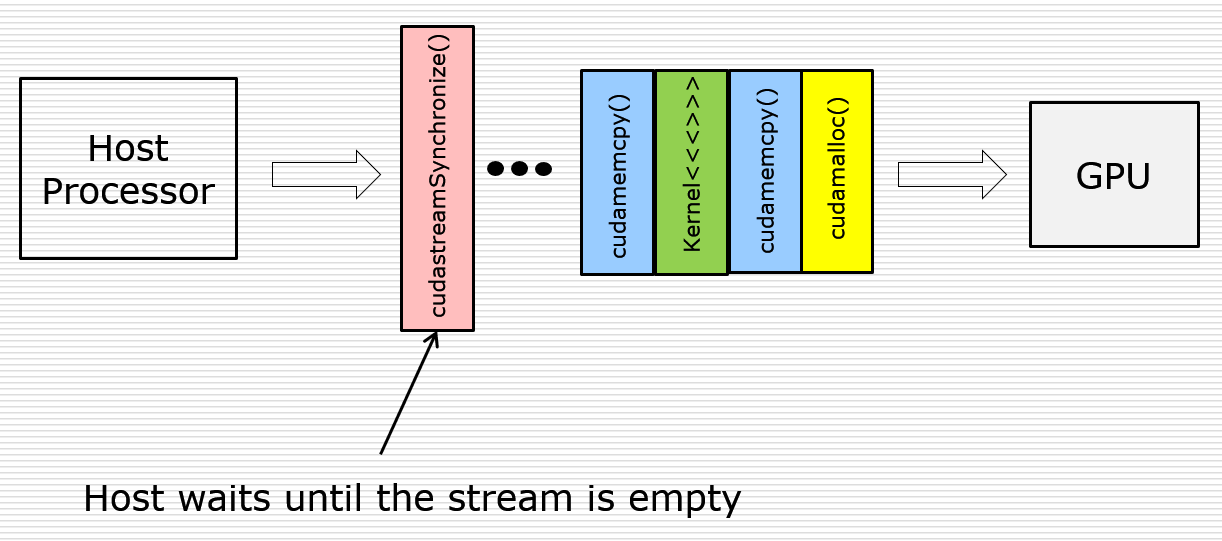 Host
Processor
cudastreamSynchronize()
cudamemcpy()
Kernel<<<>>>
cudamemcpy()
cudamalloc()
GPU
Host waits until the stream is empty